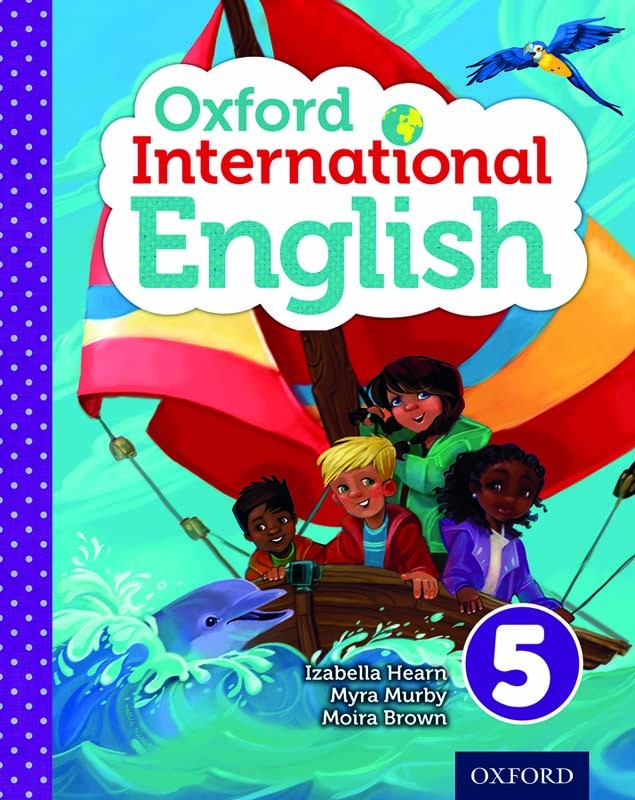 Oxford
International
English
Izabella Hearn
Myra Murby
Moira Brown
5
OXFORD